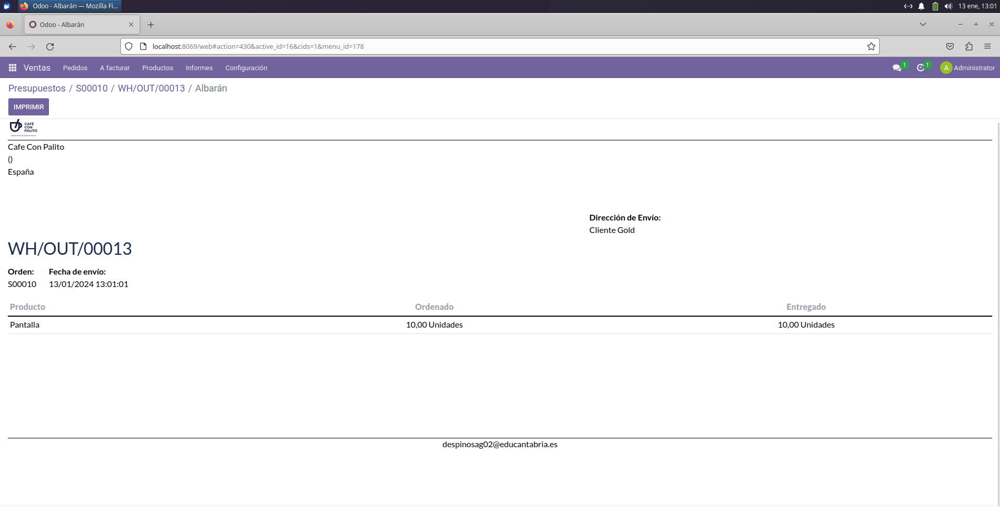 Odoo - Albarán — Mozilla Fi...
13 ene, 13:01
Odoo - Albarán
localhost:8069/web#action=430&active_id=16&cids=1&menu_id=178
Ventas Pedidos A facturar Productos Informes Configuración 1 1 A Administrator
Presupuestos / S00010 / WH/OUT/00013 / Albarán
IMPRIMIR
CAFÉ
CON
PALITO
Desarrollo de Aplicaciones
Cafe Con Palito
()
España
Dirección de Envío:
Cliente Gold
WH/OUT/00013
Orden: Fecha de envío:
S00010 13/01/2024 13:01:01
Producto Ordenado Entregado
Pantalla 10,00 Unidades 10,00 Unidades
despinosag02@educantabria.es